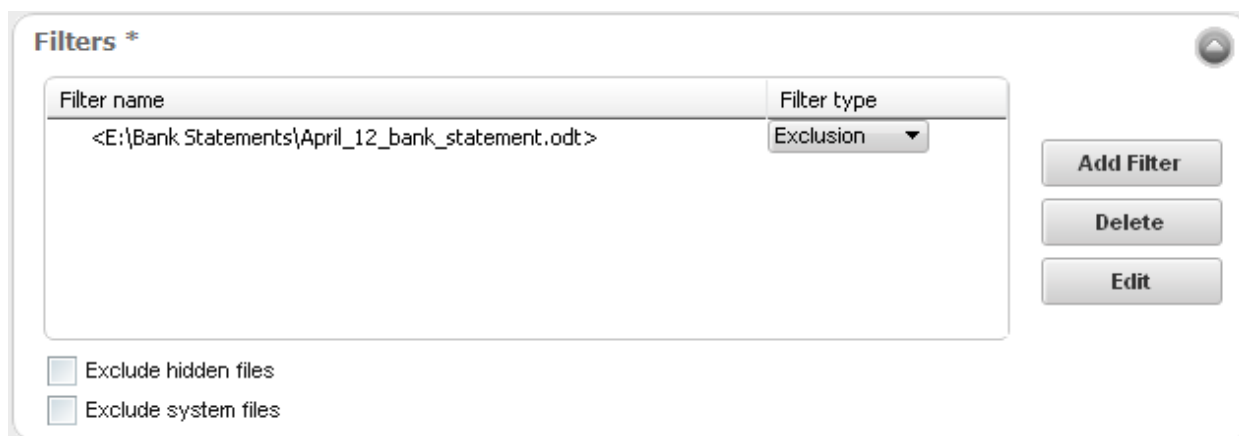 Filters *
Filter name Filter type
<E:\Bank Statements\April_12_bank_statement.odt> Exclusion
Add Filter
Delete
Edit
Exclude hidden files
Exclude system files